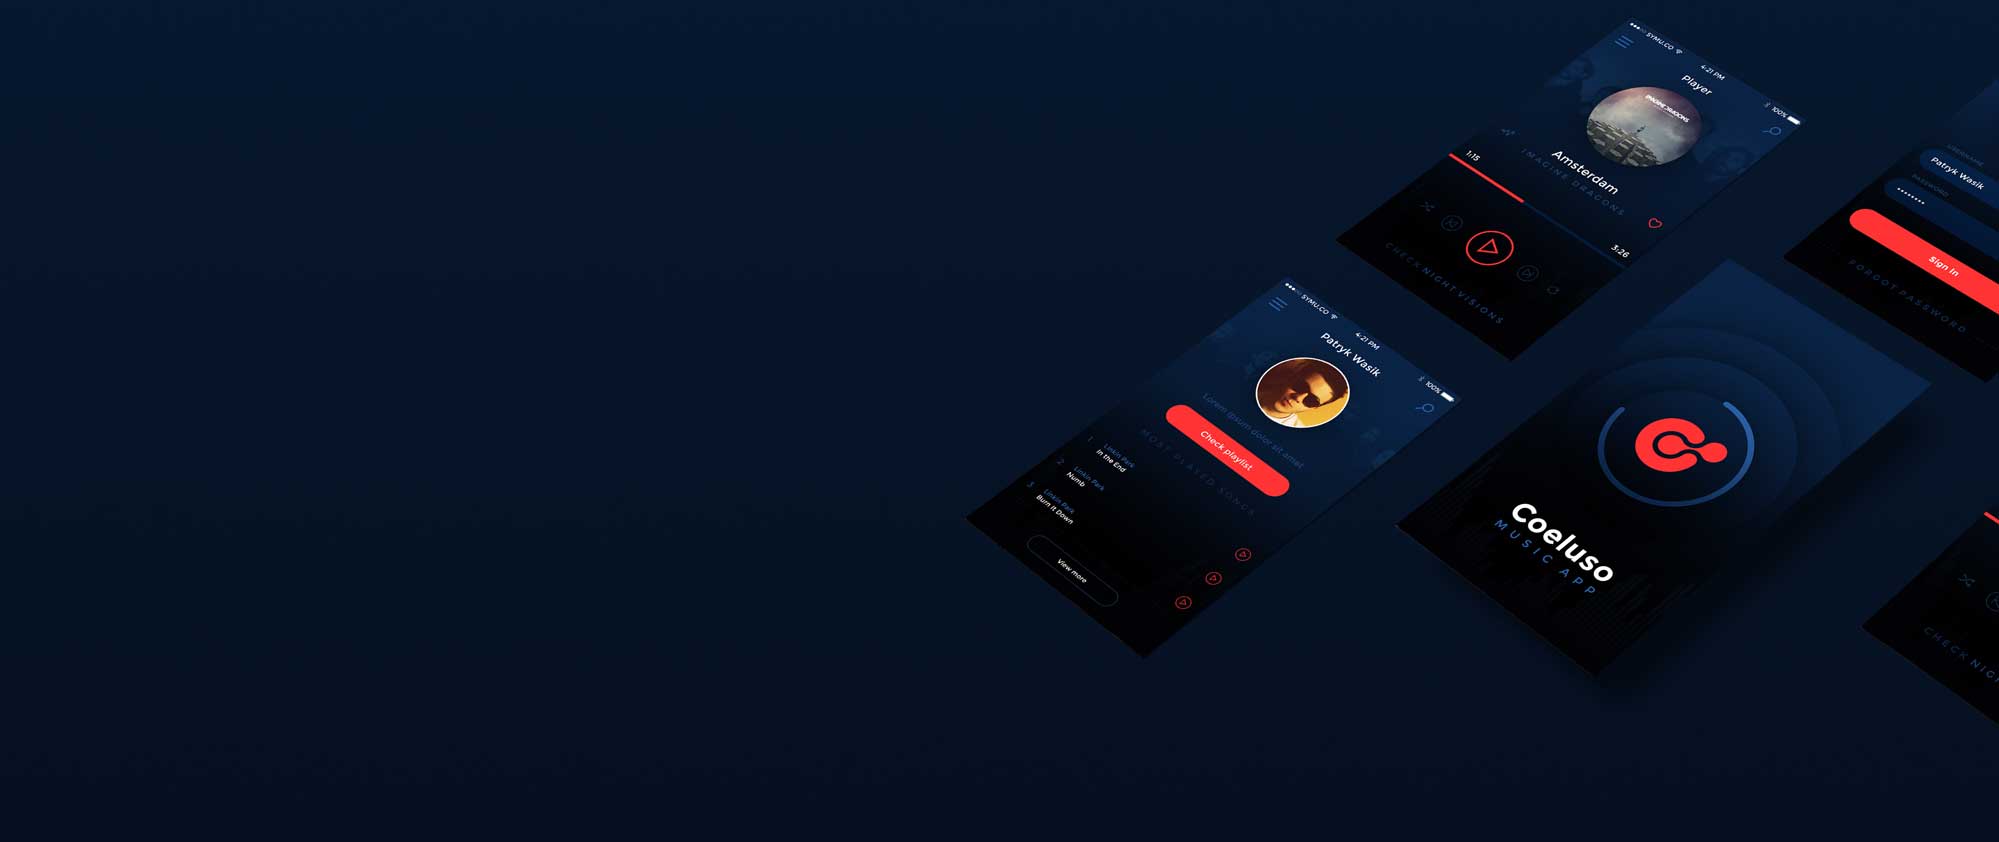 SYMU.CO
4:21 PM
100%
Player
IMAGINE DRAGONS
Amsterdam
IMAGINE DRAGONS
1:15
3:26
CHECK NIGHT VISIONS
USERNAME
Patryk Wasik
PASSWORD
Sign In
FORGOT PASSWORD
SYMU.CO
4:21 PM
100%
Patryk Wasik
Lorem ipsum dolor sit amet
Check playlist
MOST PLAYED SONGS
1 Linkin Park
In the End
2 Linkin Park
Numb
3 Linkin Park
Burn It Down
View more
Coeluso
MUSIC APP
CHECK NIGH